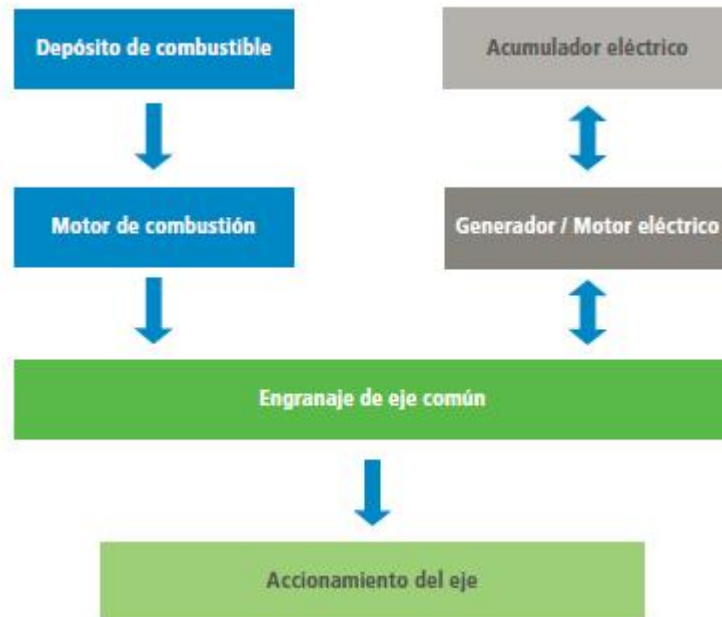 Depósito de combustible
Acumulador eléctrico
Motor de combustión
Generador / Motor eléctrico
Engranaje de eje común
Accionamiento del eje